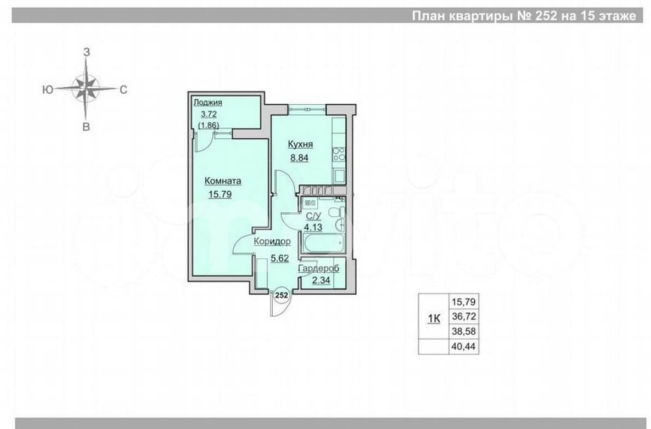 План квартиры № 252 на 15 этаже
З
Ю
С
В
Лоджия
3.72
(1.86)
Кухня
8.84
Комната
15.79
С/У
4.13
Коридор
5.62
Гардероб
2.34
252
1К
15,79
36,72
38,58
40,44